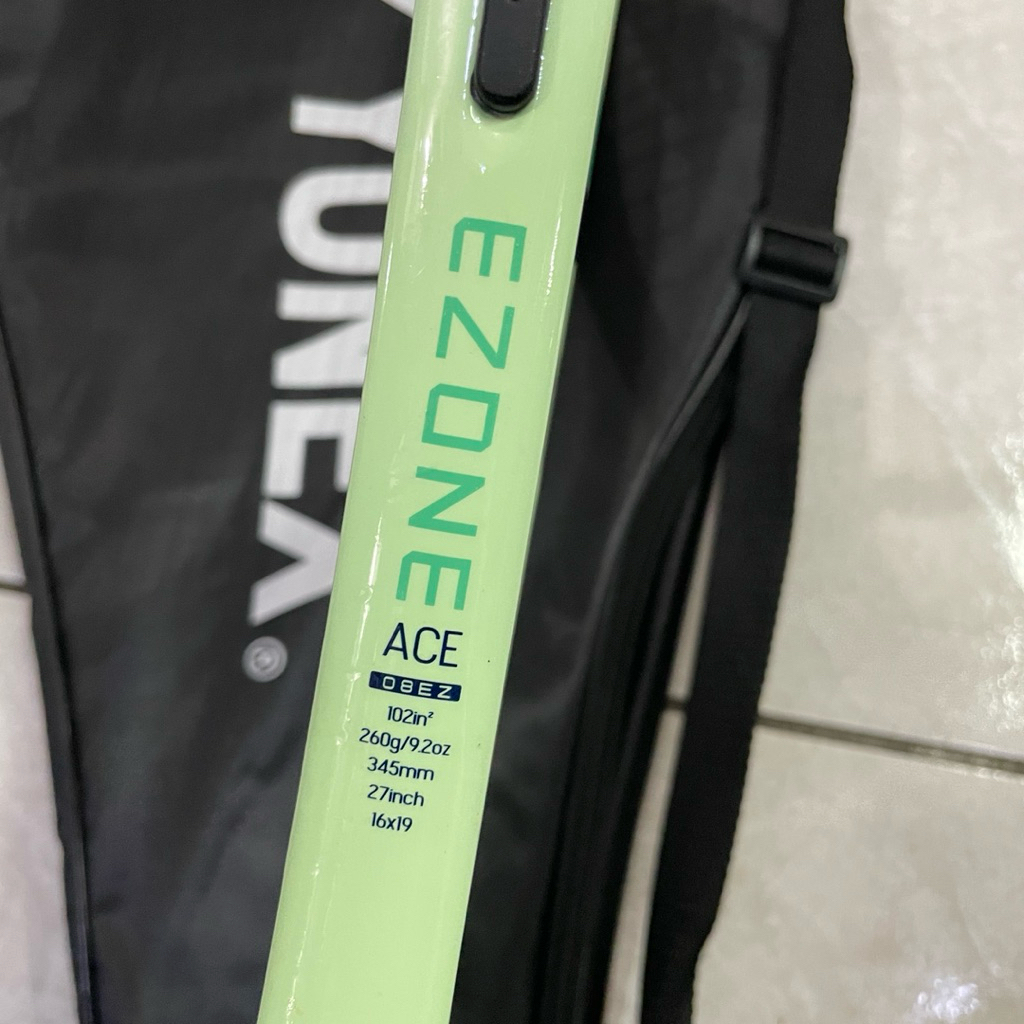 YONEX®
EZONE
ACE
08EZ
102in²
260g/9.2oz
345mm
27inch
16x19